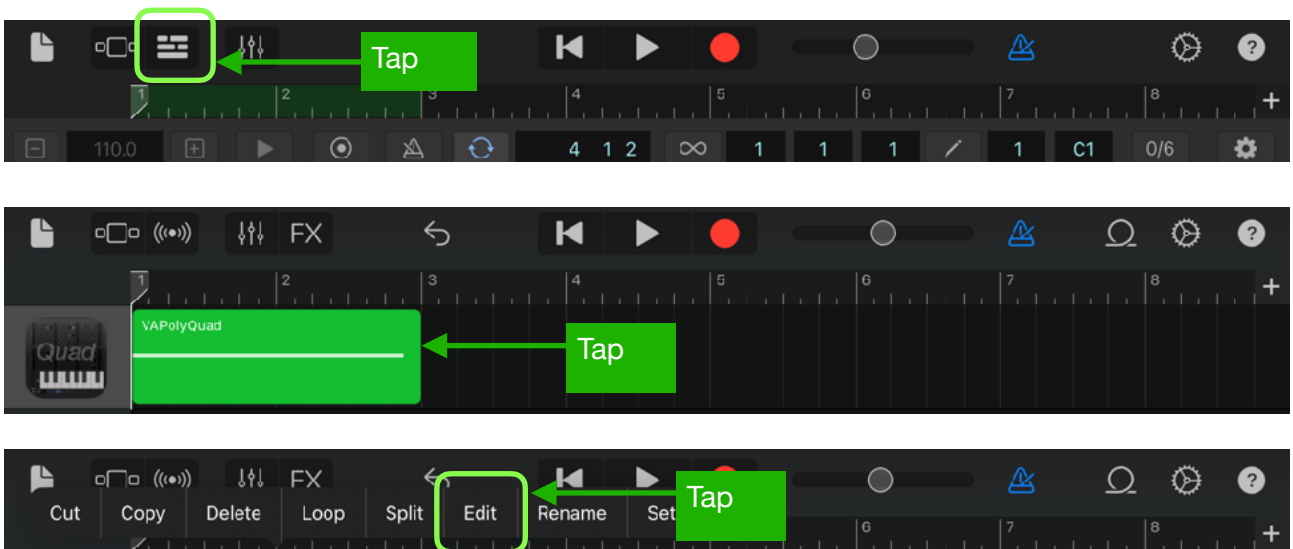 Tap
1 2 3 4 5 6 7 8 +
110.0 4 1 2 1 1 1 1 C1 0/6
FX ?
1 2 3 4 5 6 7 8 +
VAPolyQuad
Quad
Tap
FX ?
Cut Copy Delete Loop Split Edit Rename Set
Tap
6 7 8 +